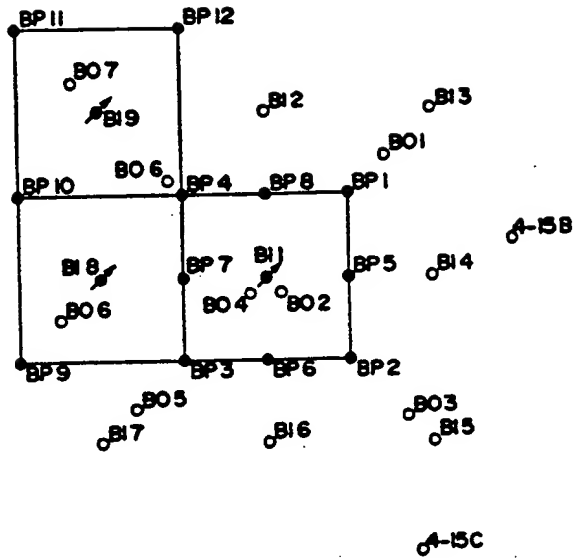 BP11 BP12
BO7
B19
B12
B13
BO1
BO6
BP10 BP4 BP8 BP1
4-15B
B18 BP7 B11 BP5 B14
BO4 BO2
BO6
BP9 BP3 BP6 BP2
BO5 BO3
B17 B16 B15
4-15C